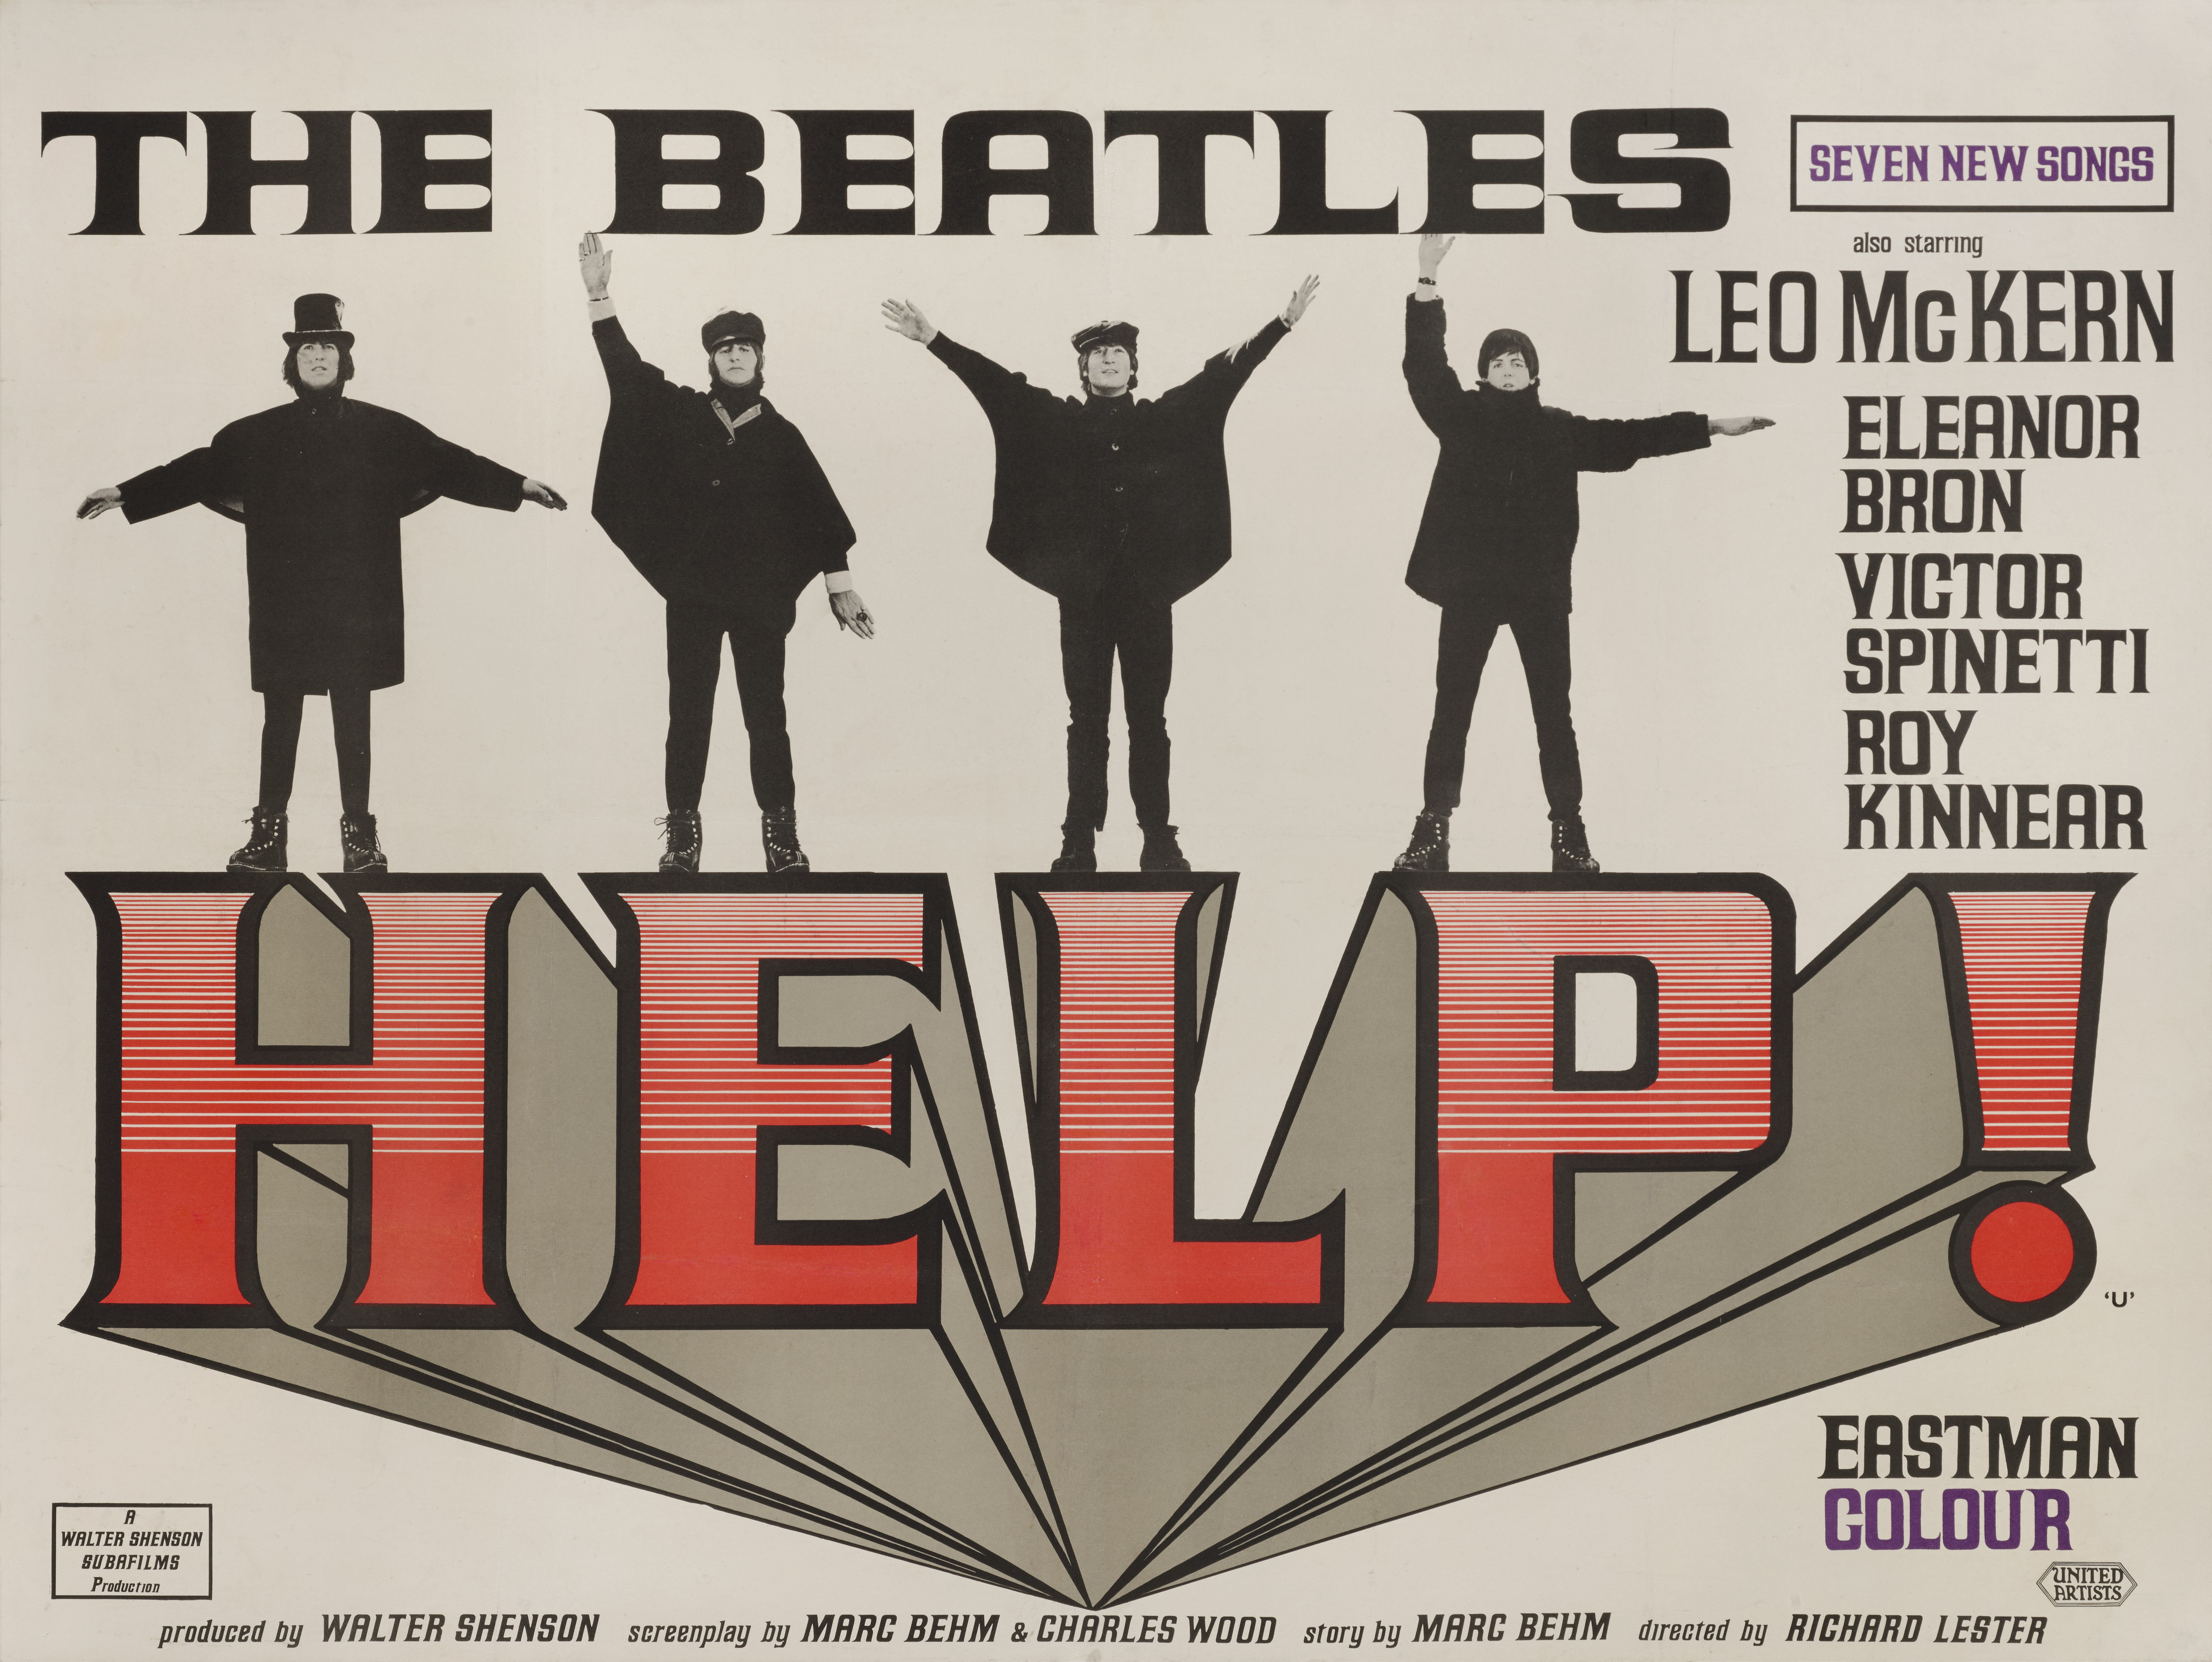 THE BEATLES
SEVEN NEW SONGS
also starring
LEO McKERN
ELEANOR
BRON
VICTOR
SPINETTI
ROY
KINNEAR
HELP!
'U'
EASTMAN
COLOUR
UNITED
ARTISTS
A
WALTER SHENSON
SUBAFILMS
Production
produced by WALTER SHENSON screenplay by MARC BEHM & CHARLES WOOD story by MARC BEHM directed by RICHARD LESTER